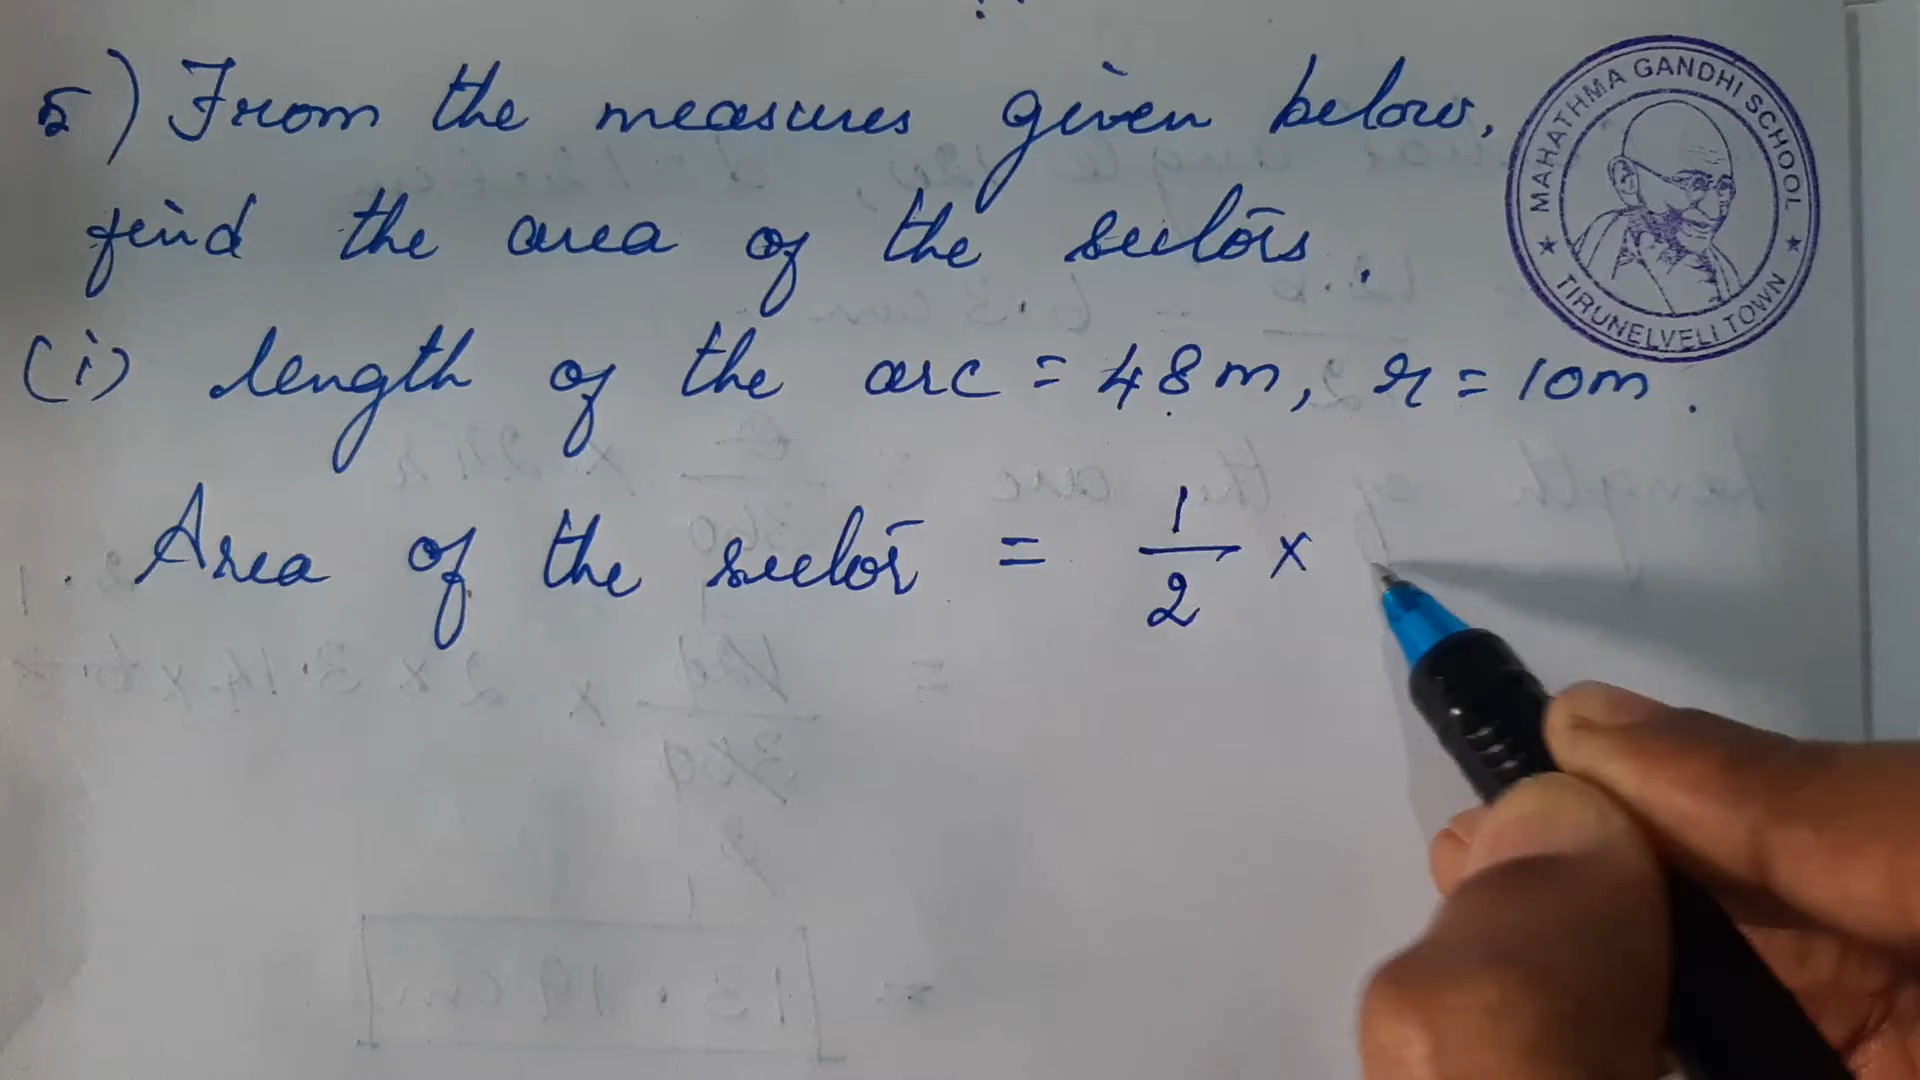 5) From the measures given below,
find the area of the sectors.
(i) length of the arc = 48m, r = 10m.
Area of the sector = 1/2 ×
MAHATHMA GANDHI SCHOOL
★ TIRUNELVELI TOWN ★